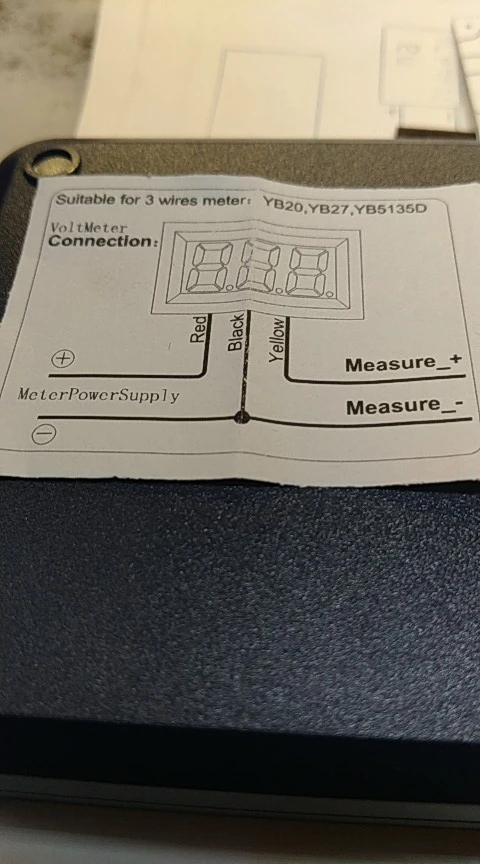 Suitable for 3 wires meter: YB20,YB27,YB5135D
VoltMeter
Connection:
Red
Black
Yellow
+
Measure_+
MeterPowerSupply
Measure_-
-